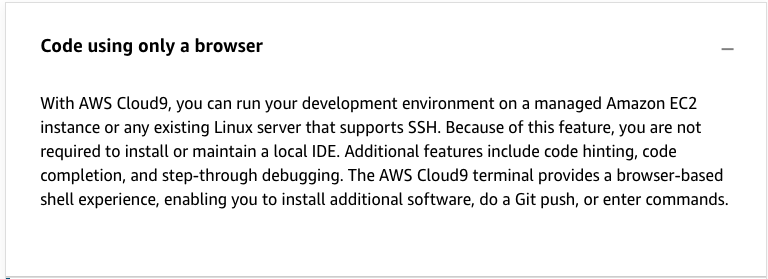 Code using only a browser
With AWS Cloud9, you can run your development environment on a managed Amazon EC2
instance or any existing Linux server that supports SSH. Because of this feature, you are not
required to install or maintain a local IDE. Additional features include code hinting, code
completion, and step-through debugging. The AWS Cloud9 terminal provides a browser-based
shell experience, enabling you to install additional software, do a Git push, or enter commands.